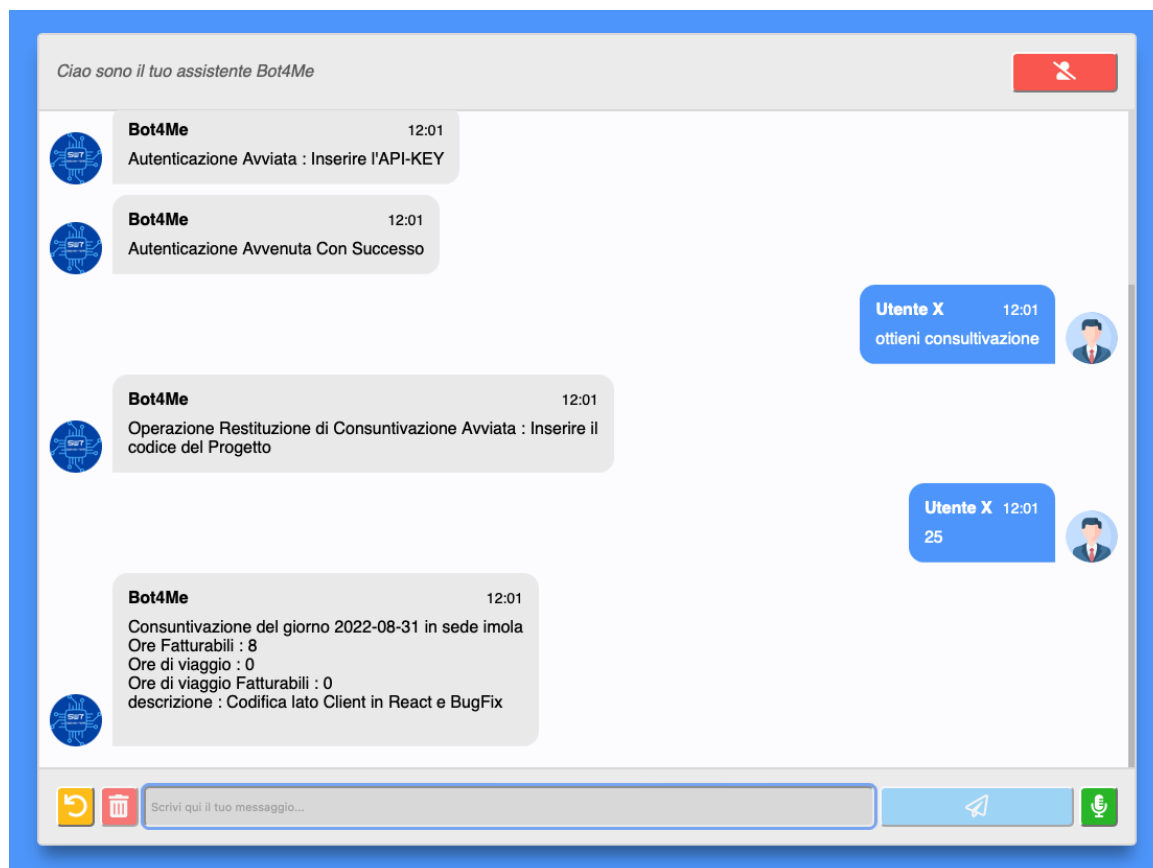 Ciao sono il tuo assistente Bot4Me
Bot4Me 12:01
Autenticazione Avviata : Inserire l'API-KEY
SW7
Bot4Me 12:01
Autenticazione Avvenuta Con Successo
SW7
Utente X 12:01
ottieni consultivazione
Bot4Me 12:01
Operazione Restituzione di Consuntivazione Avviata : Inserire il
codice del Progetto
SW7
Utente X 12:01
25
Bot4Me 12:01
Consuntivazione del giorno 2022-08-31 in sede imola
Ore Fatturabili : 8
Ore di viaggio : 0
Ore di viaggio Fatturabili : 0
descrizione : Codifica lato Client in React e BugFix
SW7
Scrivi qui il tuo messaggio...